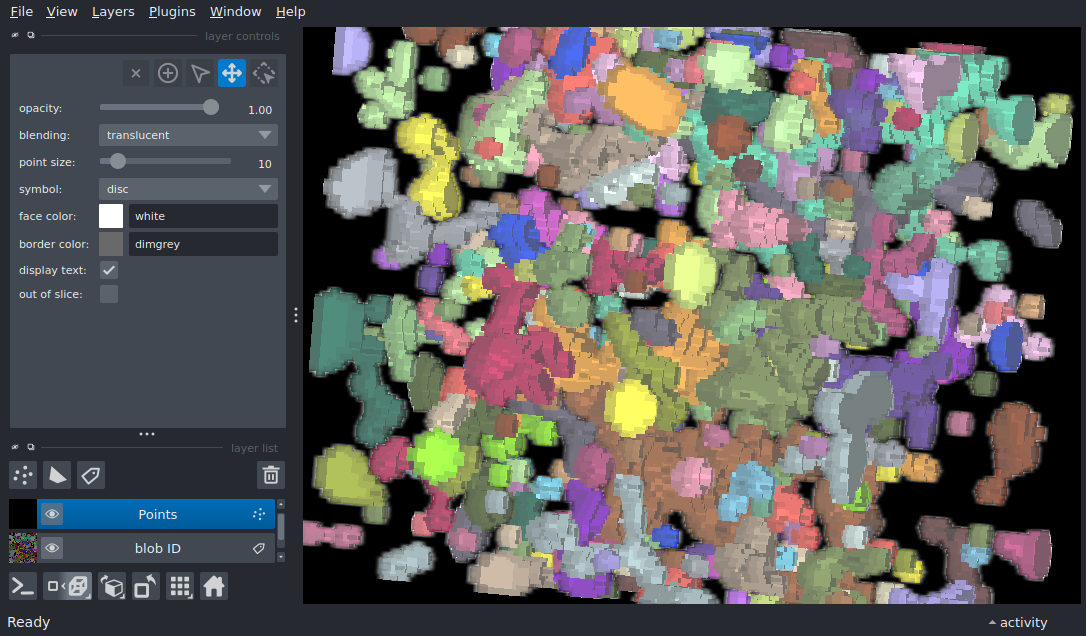 File View Layers Plugins Window Help
layer controls
opacity: 1.00
blending: translucent
point size: 10
symbol: disc
face color: white
border color: dimgrey
display text:
out of slice:
layer list
Points
blob ID
Ready activity